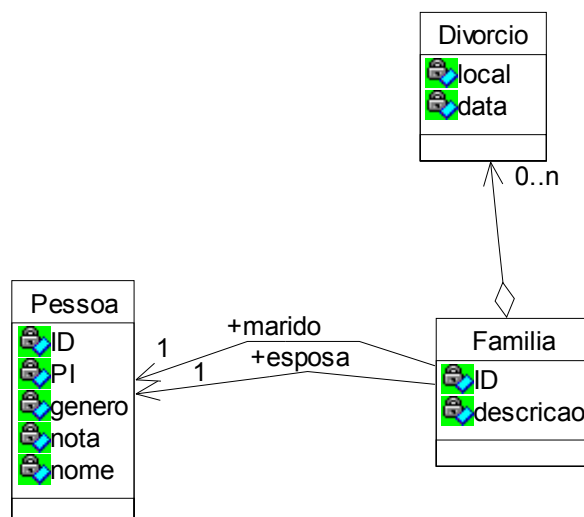 Divorcio
local
data
0..n
Pessoa
ID
PI
genero
nota
nome
1
+marido
1
+esposa
Familia
ID
descricao